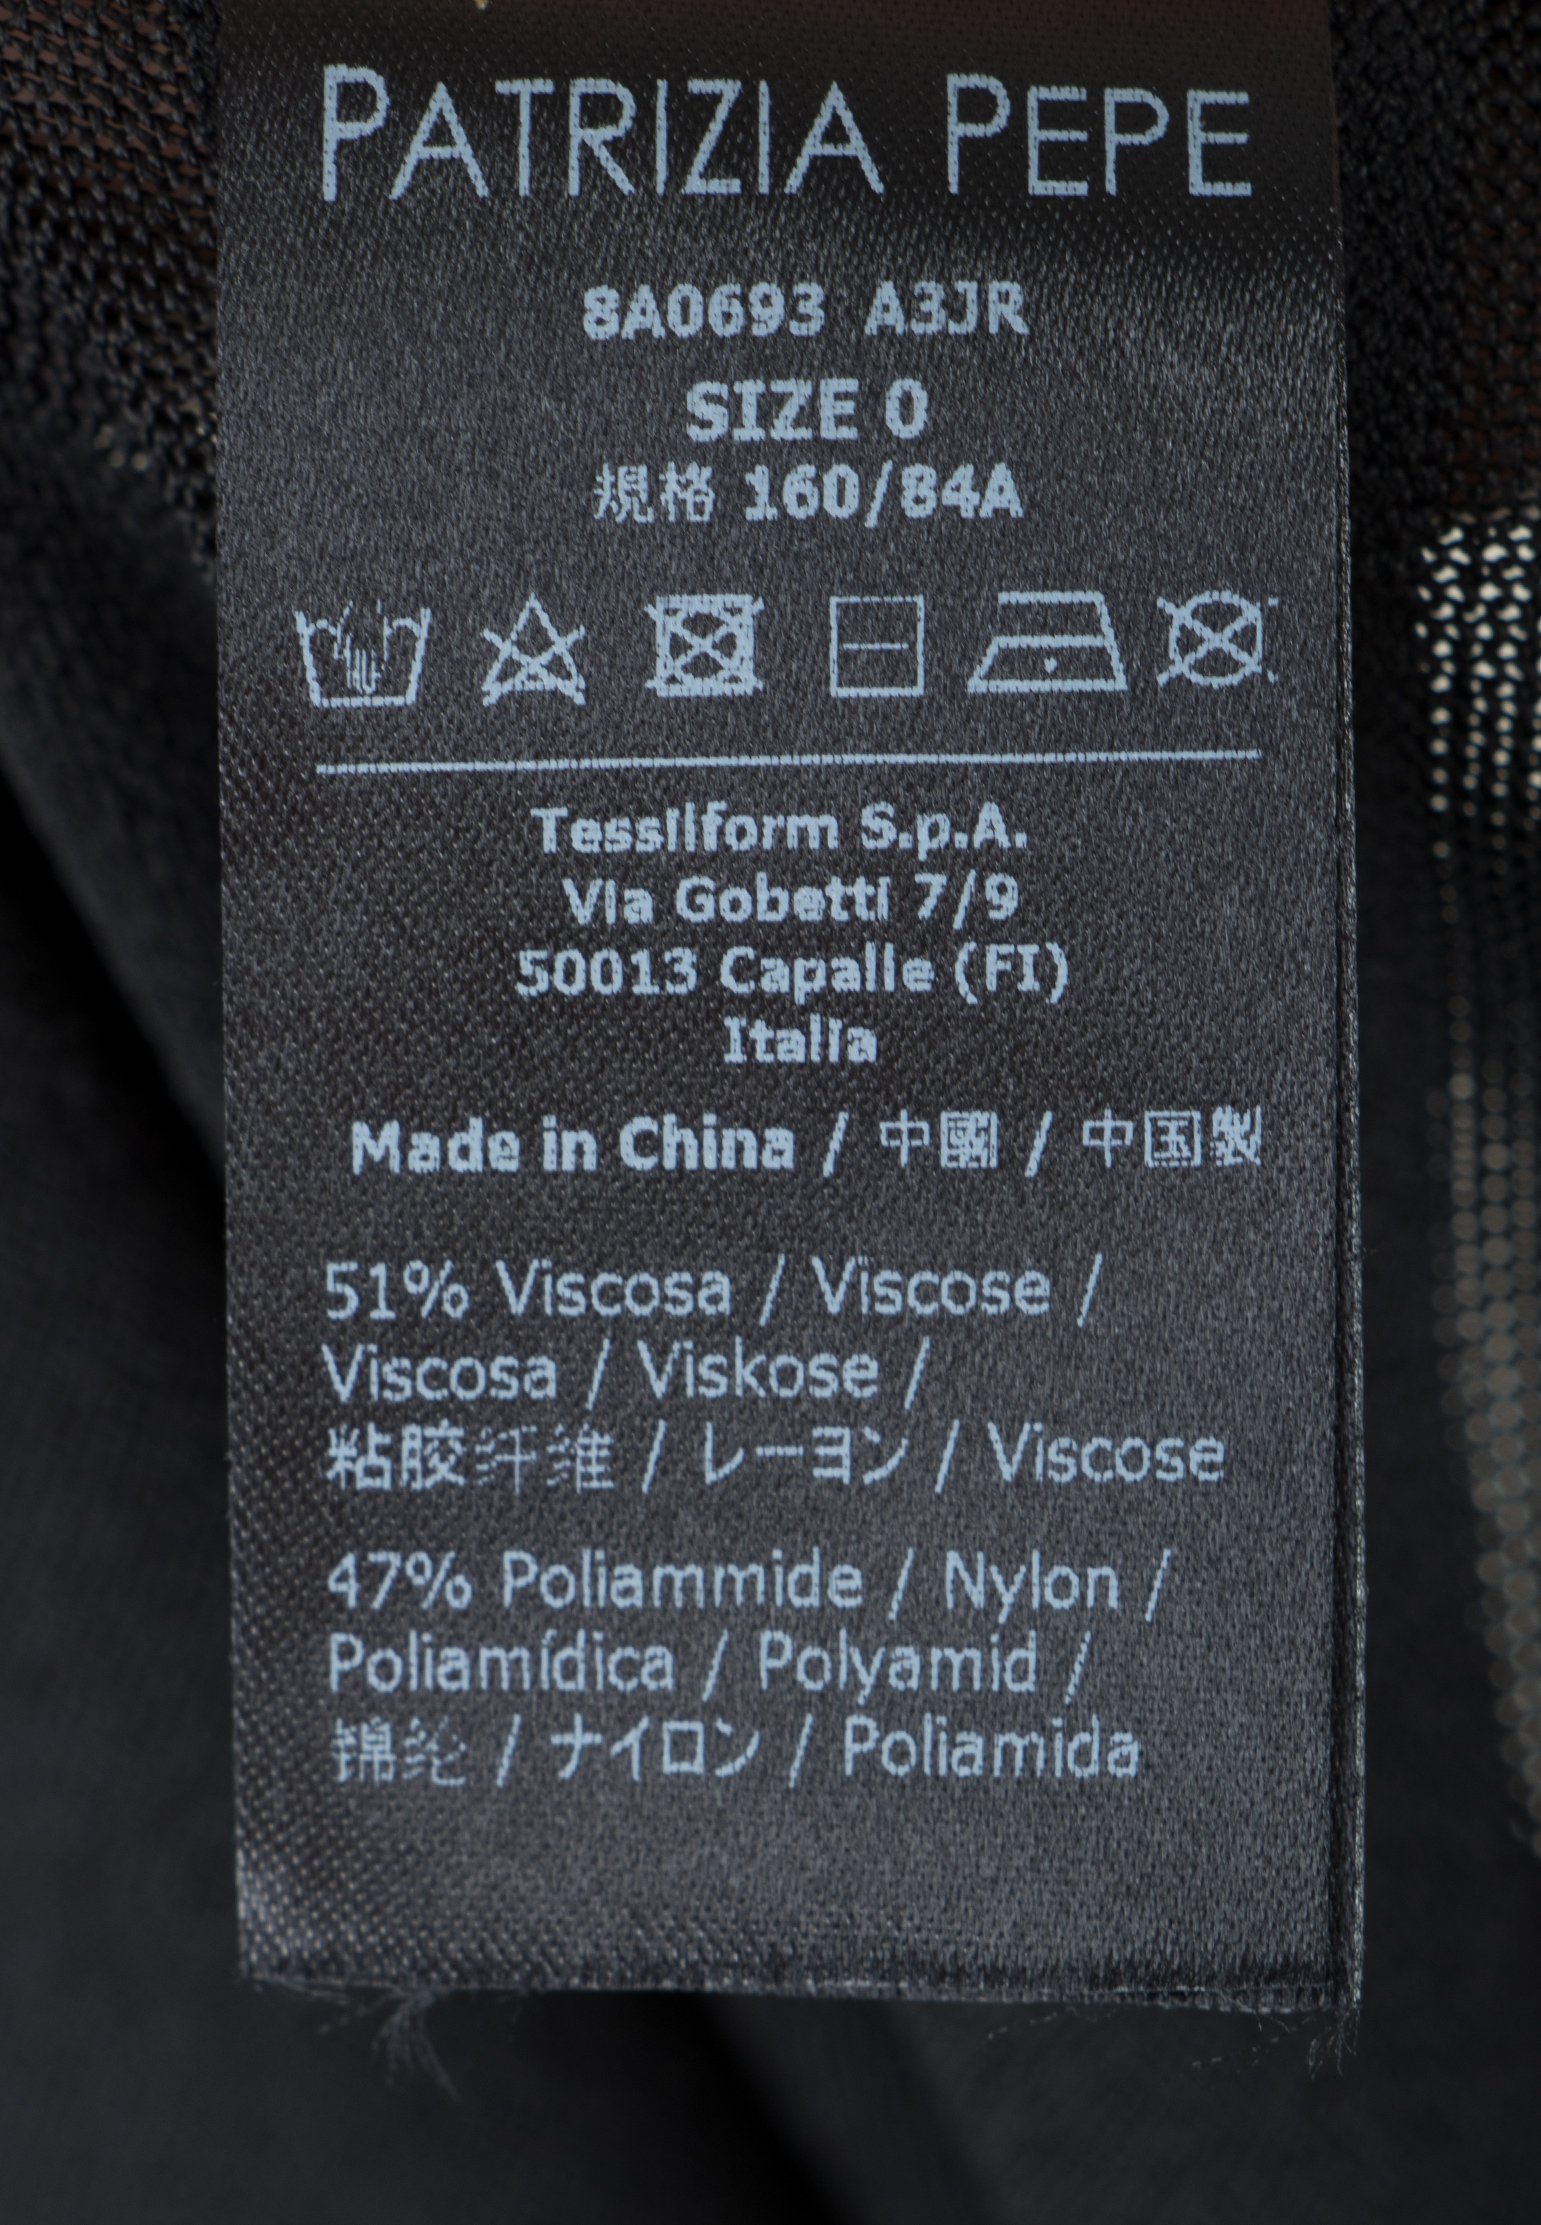 PATRIZIA PEPE
8A0693 A3JR
SIZE 0
規格 160/84A
Tessilform S.p.A.
Via Gobetti 7/9
50013 Capalle (FI)
Italia
Made in China / 中國 / 中国製
51% Viscosa / Viscose /
Viscosa / Viskose /
粘胶纤维 / レーヨン / Viscose
47% Poliammide / Nylon /
Poliamídica / Polyamid /
锦纶 / ナイロン / Poliamida